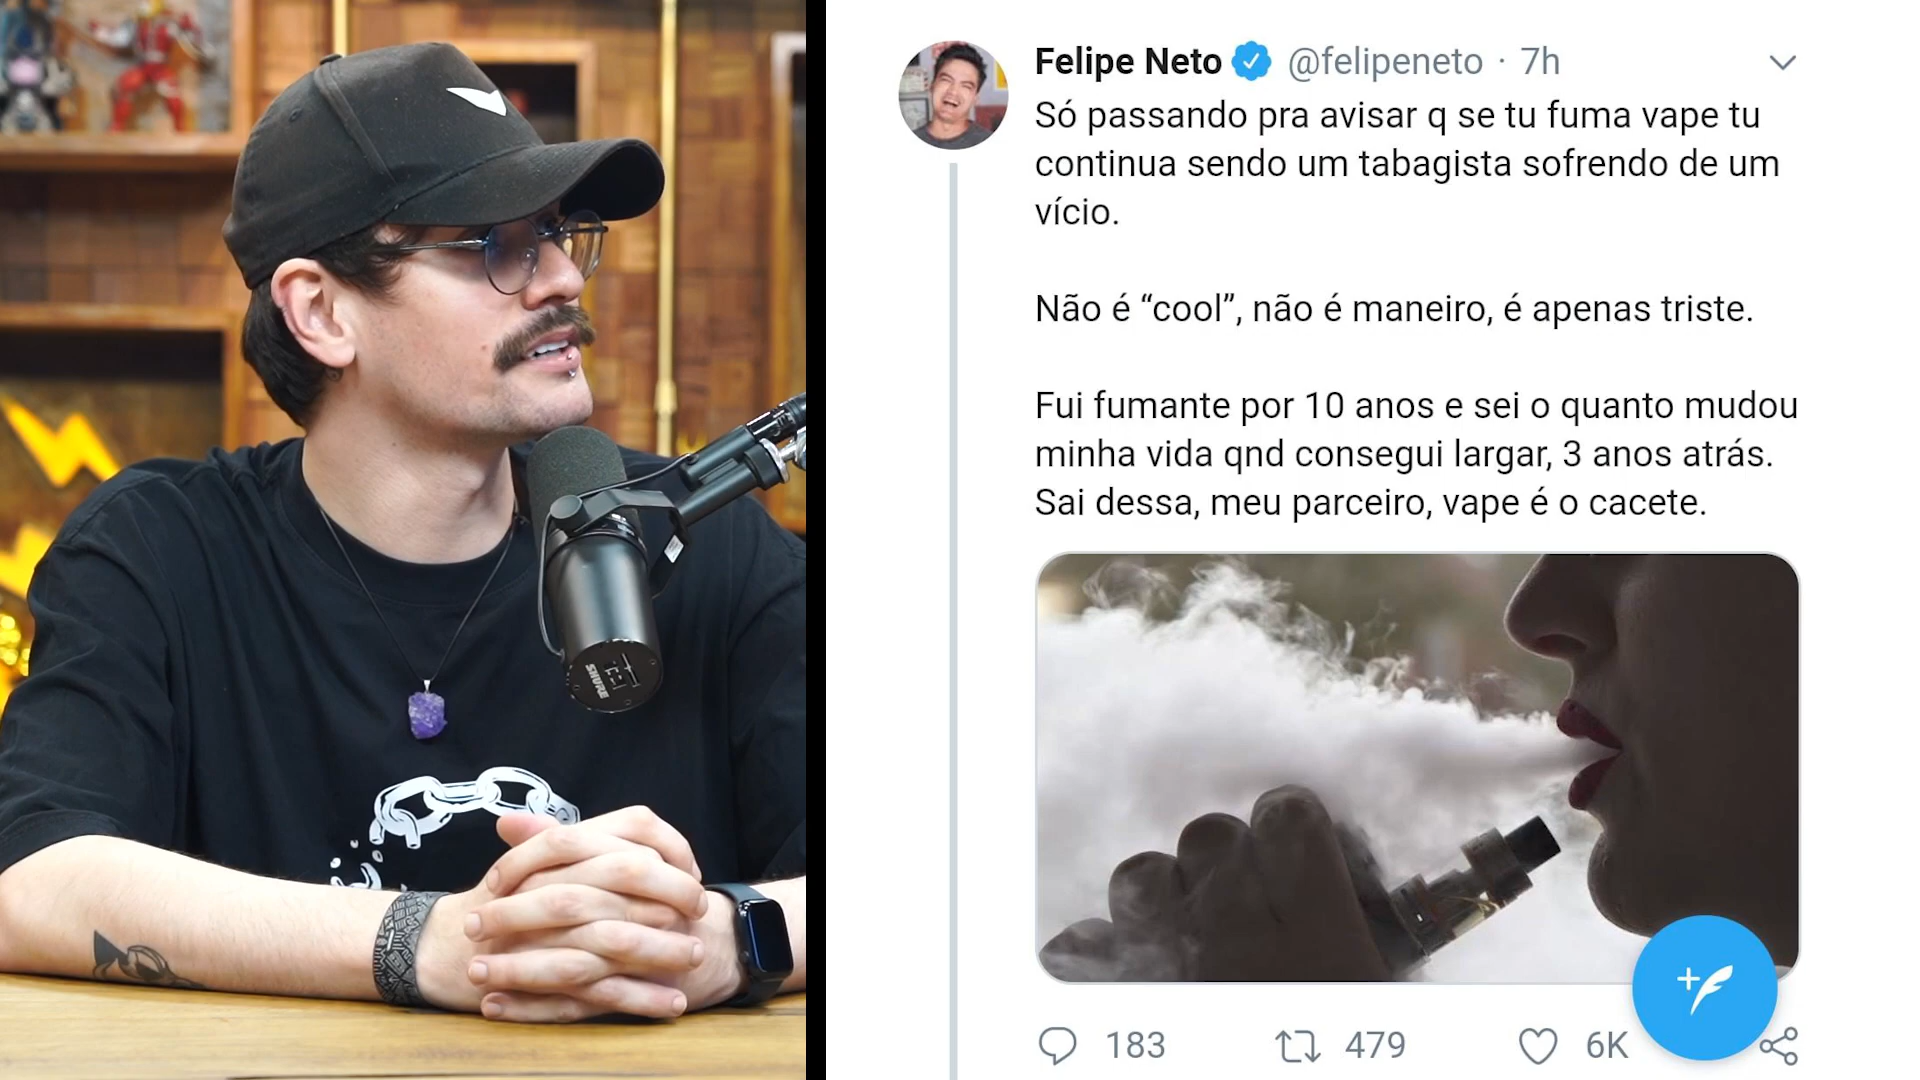 Felipe Neto @felipeneto · 7h
Só passando pra avisar q se tu fuma vape tu
continua sendo um tabagista sofrendo de um
vício.
Não é “cool”, não é maneiro, é apenas triste.
Fui fumante por 10 anos e sei o quanto mudou
minha vida qnd consegui largar, 3 anos atrás.
Sai dessa, meu parceiro, vape é o cacete.
183 479 6K
SHURE